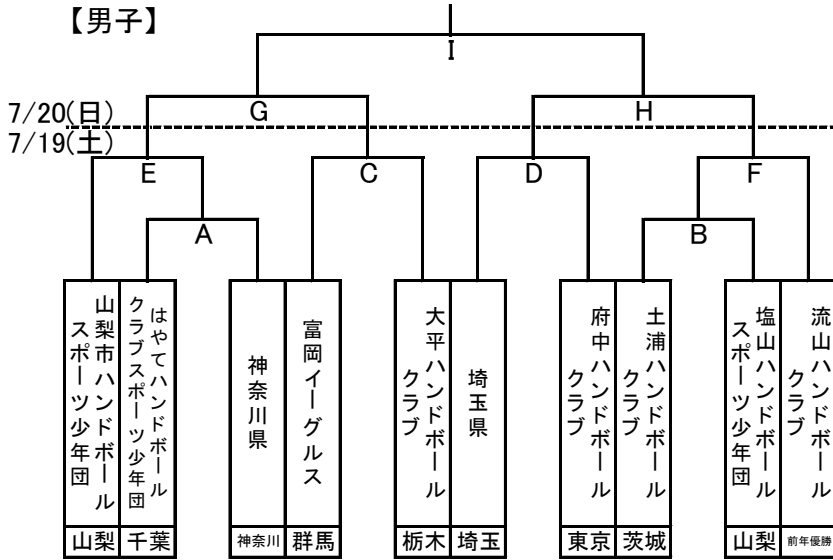 【男子】
I
7/20(日)
G
H
7/19(土)
E
C
D
F
A
B
山梨市ハンドボール
スポーツ少年団
はやてハンドボール
クラブスポーツ少年団
神奈川県
富岡イーグルス
大平ハンドボール
クラブ
埼玉県
府中ハンドボール
クラブ
土浦ハンドボール
クラブ
塩山ハンドボール
スポーツ少年団
流山ハンドボール
クラブ
山梨
千葉
神奈川
群馬
栃木
埼玉
東京
茨城
山梨
前年優勝